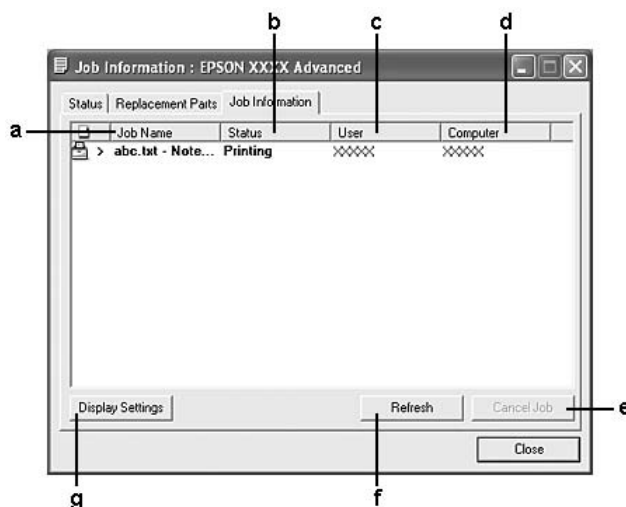 b
c
d
Job Information : EPSON XXXX Advanced
Status
Replacement Parts
Job Information
a
Job Name
Status
User
Computer
> abc.txt - Note...
Printing
XXXXX
XXXXX
Display Settings
Refresh
Cancel Job
e
Close
g
f